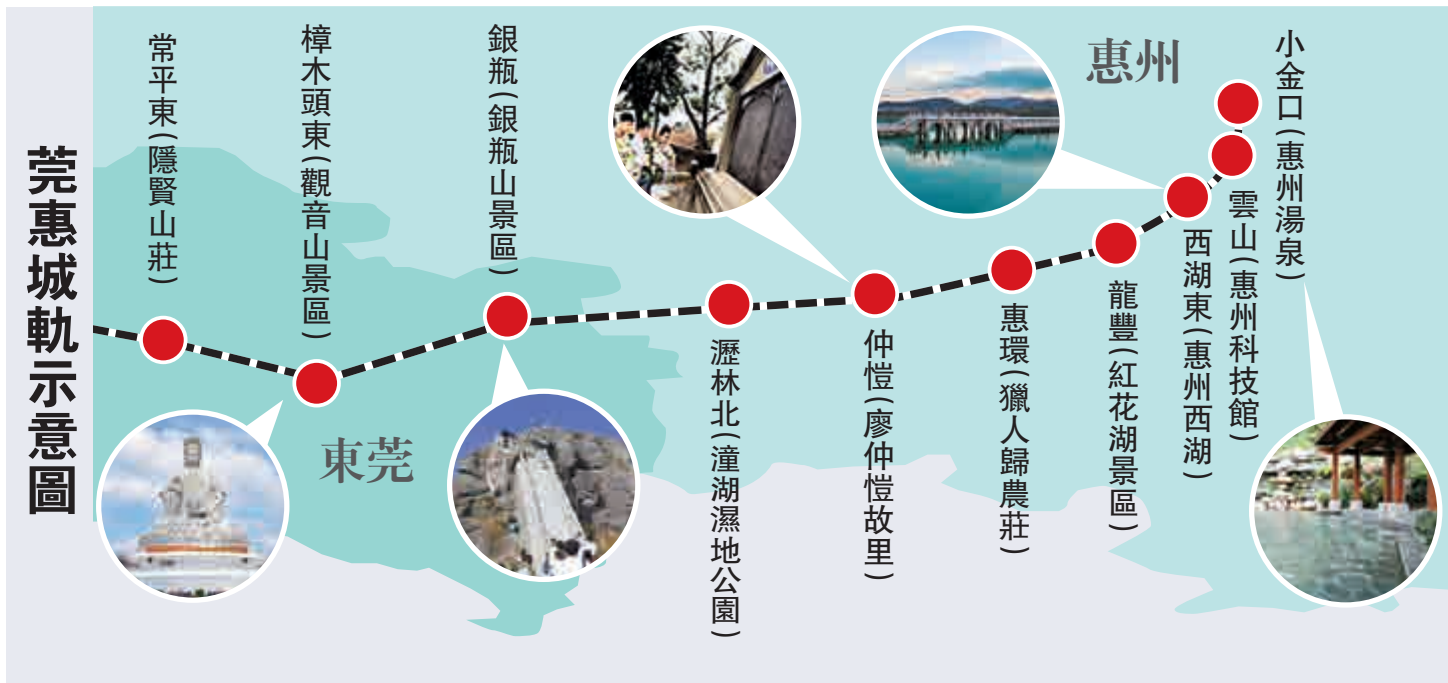 莞惠城軌示意圖
常平東(隱賢山莊)
樟木頭東(觀音山景區)
銀瓶(銀瓶山景區)
東莞
瀝林北(潼湖濕地公園)
仲愷(廖仲愷故里)
惠環(獵人歸農莊)
龍豐(紅花湖景區)
西湖東(惠州西湖)
雲山(惠州科技館)
小金口(惠州湯泉)
惠州